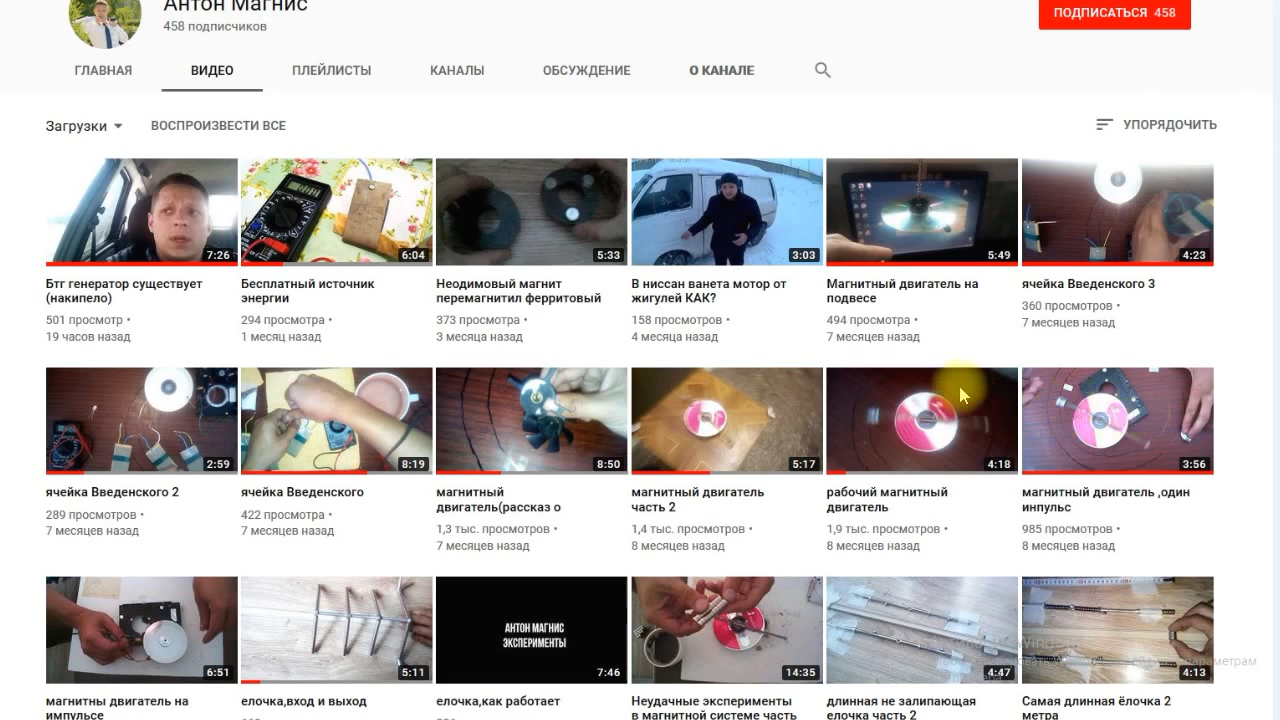 Антон Магнис
458 подписчиков
ПОДПИСАТЬСЯ 458
ГЛАВНАЯ ВИДЕО ПЛЕЙЛИСТЫ КАНАЛЫ ОБСУЖДЕНИЕ О КАНАЛЕ
Загрузки ВОСПРОИЗВЕСТИ ВСЕ УПОРЯДОЧИТЬ
7:26
Бтг генератор существует
(накипело)
501 просмотр •
19 часов назад
6:04
Бесплатный источник
энергии
294 просмотра •
1 месяц назад
5:33
Неодимовый магнит
перемагнитил ферритовый
373 просмотра •
3 месяца назад
3:03
В ниссан ванета мотор от
жигулей КАК?
158 просмотров •
4 месяца назад
5:49
Магнитный двигатель на
подвесе
494 просмотра •
7 месяцев назад
4:23
ячейка Введенского 3
360 просмотров •
7 месяцев назад
2:59
ячейка Введенского 2
289 просмотров •
7 месяцев назад
8:19
ячейка Введенского
422 просмотра •
7 месяцев назад
8:50
магнитный
двигатель(рассказ о
1,3 тыс. просмотров •
7 месяцев назад
5:17
магнитный двигатель
часть 2
1,4 тыс. просмотров •
8 месяцев назад
4:18
рабочий магнитный
двигатель
1,9 тыс. просмотров •
8 месяцев назад
3:56
магнитный двигатель ,один
инпульс
985 просмотров •
8 месяцев назад
6:51
магнитны двигатель на
импульсе
5:11
елочка,вход и выход
АНТОН МАГНИС
ЭКСПЕРИМЕНТЫ
7:46
елочка,как работает
14:35
Неудачные эксперименты
в магнитной системе часть
4:47
длинная не залипающая
елочка часть 2
4:13
Самая длинная ёлочка 2
метра
параметрам